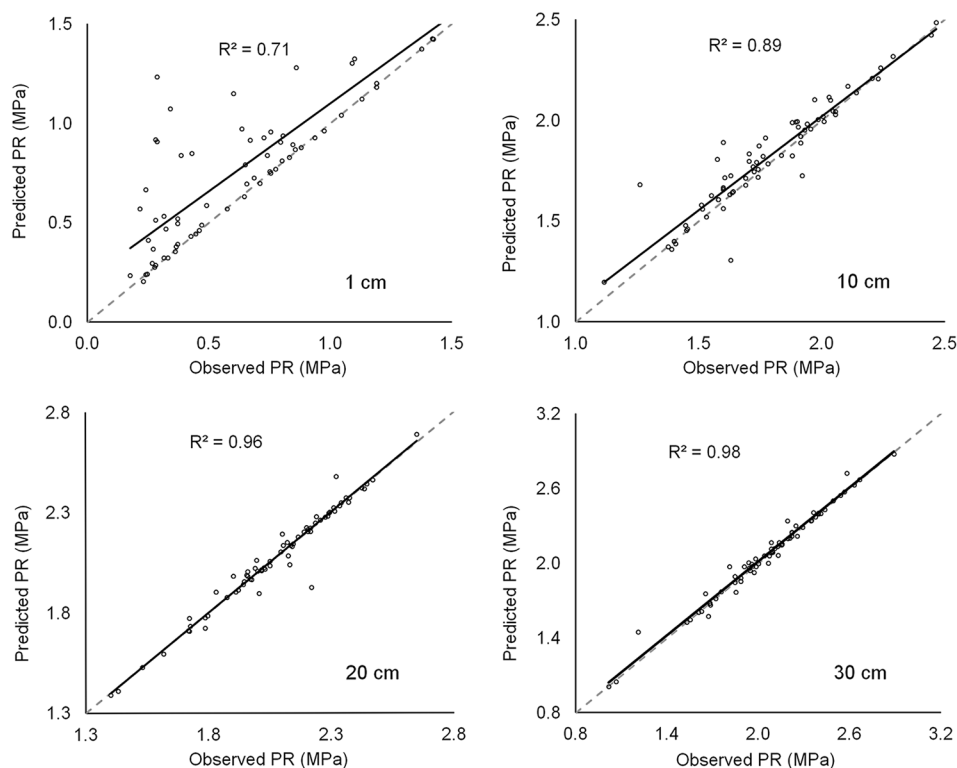 1.5
R² = 0.71
1.0
Predicted PR (MPa)
0.5
1 cm
0.0
0.0 0.5 1.0 1.5
Observed PR (MPa)
2.5
R² = 0.89
2.0
Predicted PR (MPa)
1.5
10 cm
1.0
1.0 1.5 2.0 2.5
Observed PR (MPa)
2.8
R² = 0.96
2.3
Predicted PR (MPa)
1.8
20 cm
1.3
1.3 1.8 2.3 2.8
Observed PR (MPa)
3.2
R² = 0.98
2.6
Predicted PR (MPa)
2.0
1.4
30 cm
0.8
0.8 1.4 2.0 2.6 3.2
Observed PR (MPa)